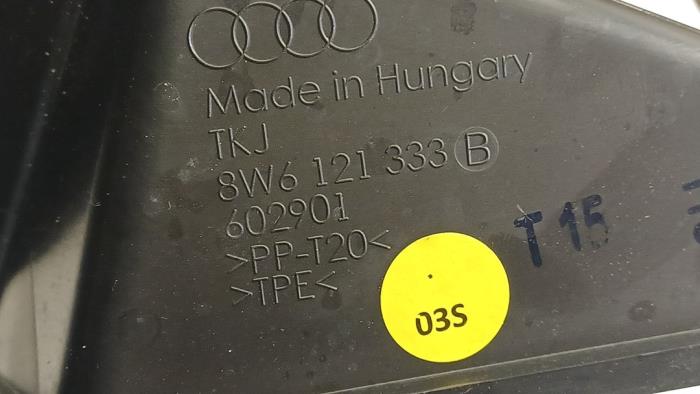 Made in Hungary
TKJ
8W6 121 333 B
602901
>PP-T20<
>TPE<
T 15
03S